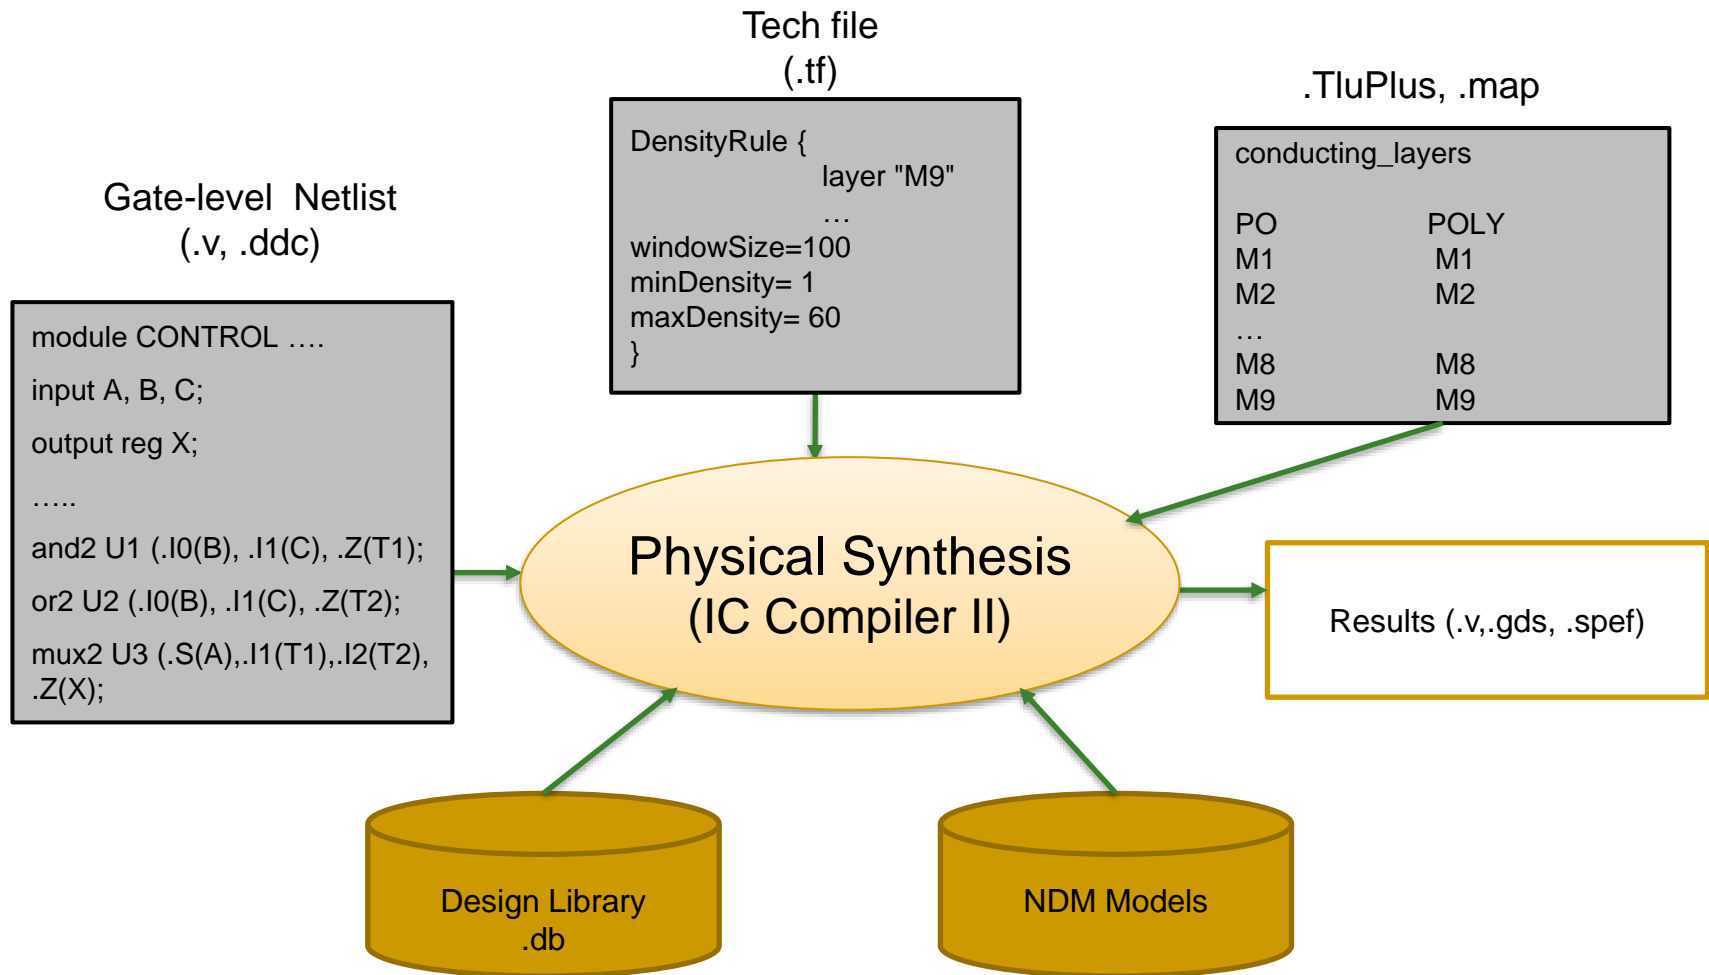 Tech file
(.tf)
DensityRule {
layer "M9"
…
windowSize=100
minDensity= 1
maxDensity= 60
}
.TluPlus, .map
conducting_layers
PO POLY
M1 M1
M2 M2
…
M8 M8
M9 M9
Gate-level Netlist
(.v, .ddc)
module CONTROL ….
input A, B, C;
output reg X;
…..
and2 U1 (.I0(B), .I1(C), .Z(T1);
or2 U2 (.I0(B), .I1(C), .Z(T2);
mux2 U3 (.S(A),.I1(T1),.I2(T2),
.Z(X);
Physical Synthesis
(IC Compiler II)
Results (.v,.gds, .spef)
Design Library
.db
NDM Models